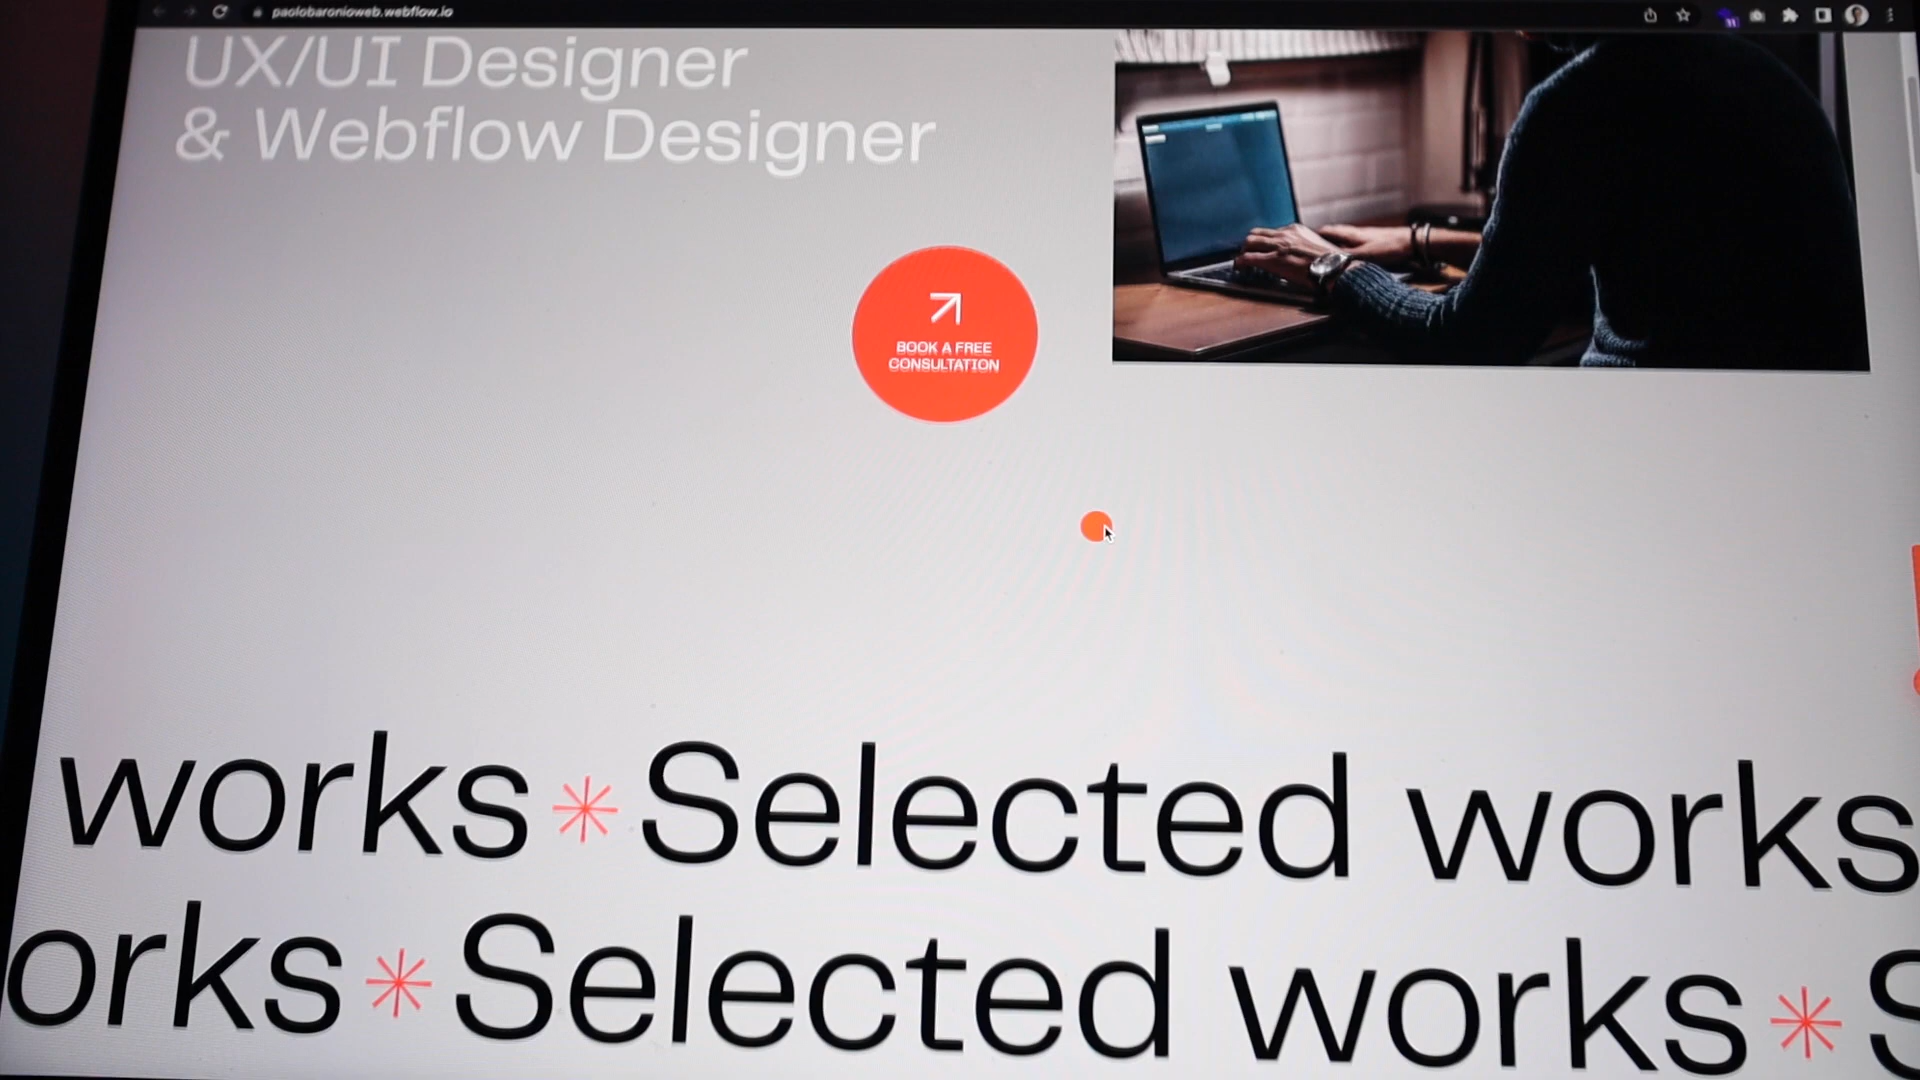 paolobaronioweb.webflow.io
UX/UI Designer
& Webflow Designer
BOOK A FREE
CONSULTATION
works * Selected works
orks * Selected works * S